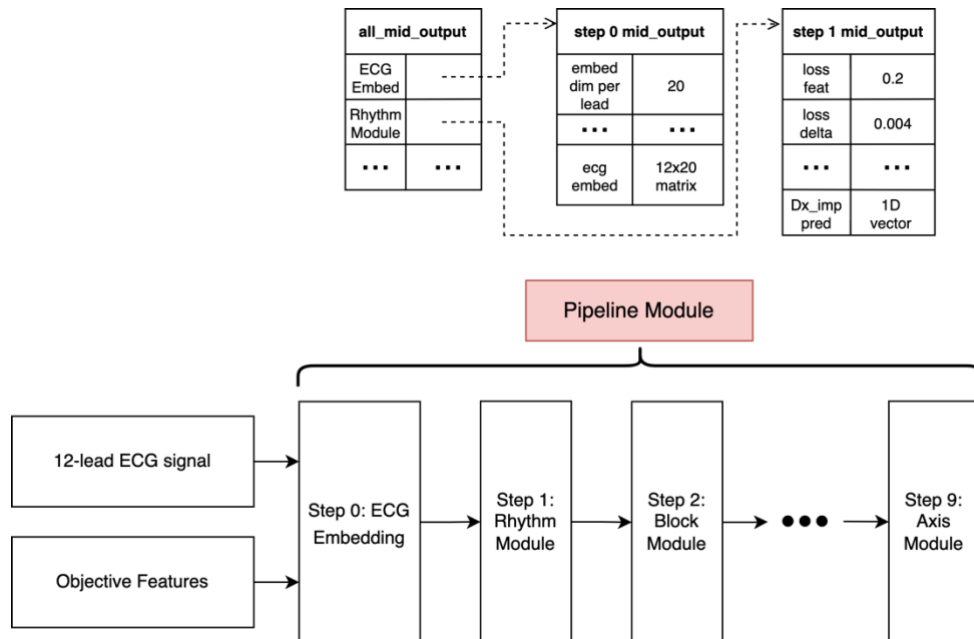 all_mid_output
ECG
Embed
Rhythm
Module
... ...
step 0 mid_output
embed
dim per
lead
20
... ...
ecg
embed
12x20
matrix
step 1 mid_output
loss
feat
0.2
loss
delta
0.004
... ...
Dx_imp
pred
1D
vector
Pipeline Module
12-lead ECG signal
Objective Features
Step 0: ECG
Embedding
Step 1:
Rhythm
Module
Step 2:
Block
Module
...
Step 9:
Axis
Module